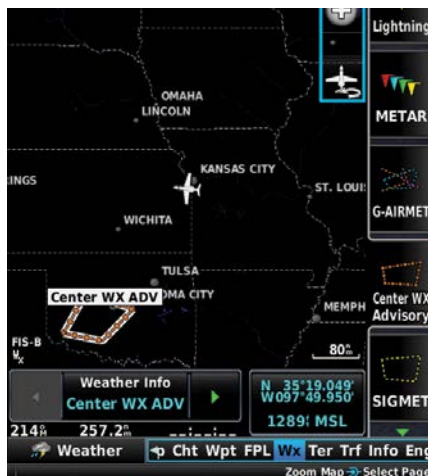 Lightning
METAR
G-AIRMET
Center WX
Advisory
SIGMET
OMAHA
LINCOLN
KANSAS CITY
INGS
ST. LOUI
WICHITA
TULSA
Center WX ADV
OMA CITY
MEMPH
FIS-B
80
Weather Info
Center WX ADV
N 35°19.049'
W097°49.950'
1289 MSL
214 257.2
Weather
Cht Wpt FPL Wx Ter Trf Info Eng
Zoom Map Select Page